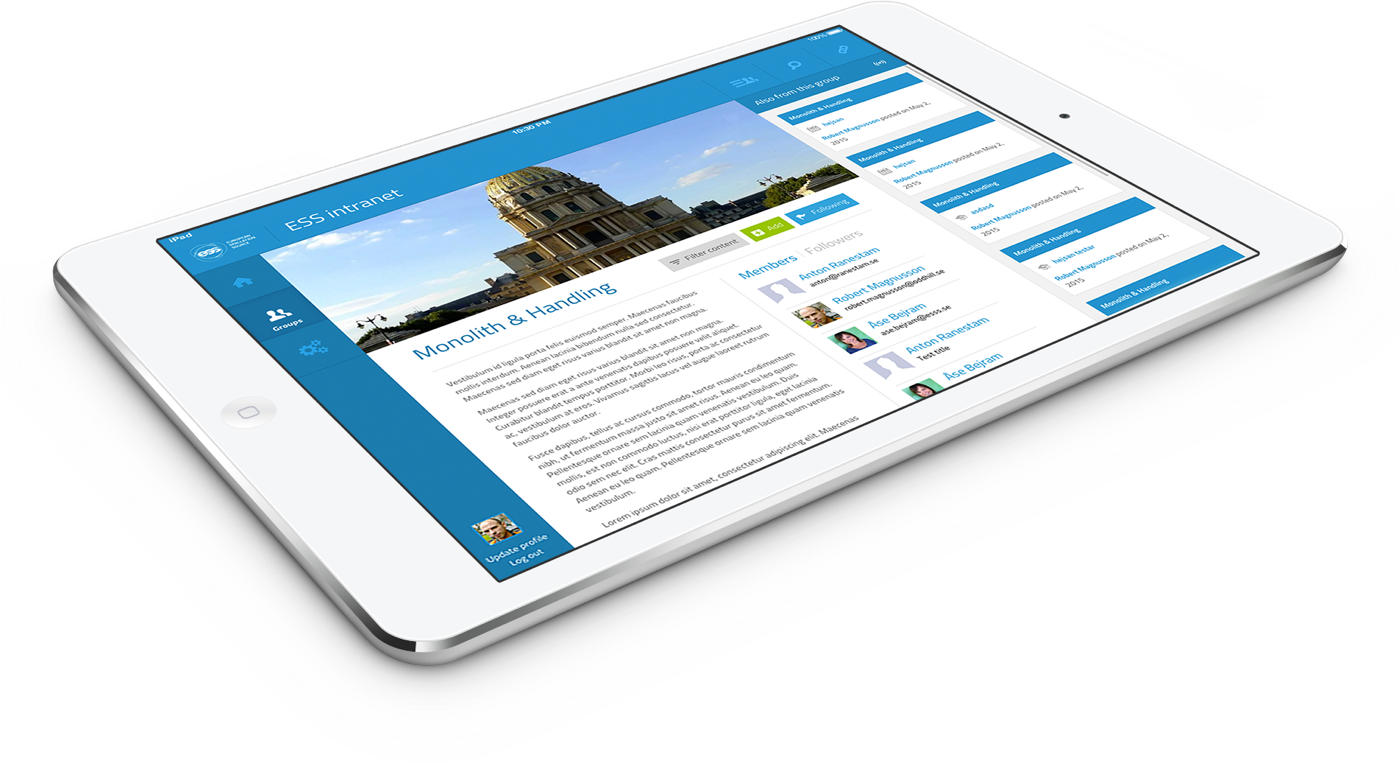 iPad
10:30 PM
100%
ess
EUROPEAN
SPALLATION
SOURCE
ESS intranet
Groups
Update profile
Log out
Monolith & Handling
Vestibulum id ligula porta felis euismod semper. Maecenas faucibus
mollis interdum. Aenean lacinia bibendum nulla sed consectetur.
Maecenas sed diam eget risus varius blandit sit amet non magna.
Maecenas sed diam eget risus varius blandit sit amet non magna.
Integer posuere erat a ante venenatis dapibus posuere velit aliquet.
Curabitur blandit tempus porttitor. Morbi leo risus, porta ac consectetur
ac, vestibulum at eros. Vivamus sagittis lacus vel augue laoreet rutrum
faucibus dolor auctor.
Fusce dapibus, tellus ac cursus commodo, tortor mauris condimentum
nibh, ut fermentum massa justo sit amet risus. Aenean eu leo quam.
Pellentesque ornare sem lacinia quam venenatis vestibulum. Duis
mollis, est non commodo luctus, nisi erat porttitor ligula, eget lacinia
odio sem nec elit. Cras mattis consectetur purus sit amet fermentum.
Aenean eu leo quam. Pellentesque ornare sem lacinia quam venenatis
vestibulum.
Lorem ipsum dolor sit amet, consectetur adipiscing elit. Maecenas
Filter content
Add
Following
Members
Followers
Anton Ranestam
anton@ranestam.se
Robert Magnusson
robert.magnusson@oddhill.se
Åse Bejram
ase.bejram@esss.se
Anton Ranestam
Test title
Åse Bejram
Also from this group
Monolith & Handling
hejsan
Robert Magnusson posted on May 2,
2015
Monolith & Handling
hejsan
Robert Magnusson posted on May 2,
2015
Monolith & Handling
asdasd
Robert Magnusson posted on May 2,
2015
Monolith & Handling
hejsan testar
Robert Magnusson posted on May 2,
2015
Monolith & Handling